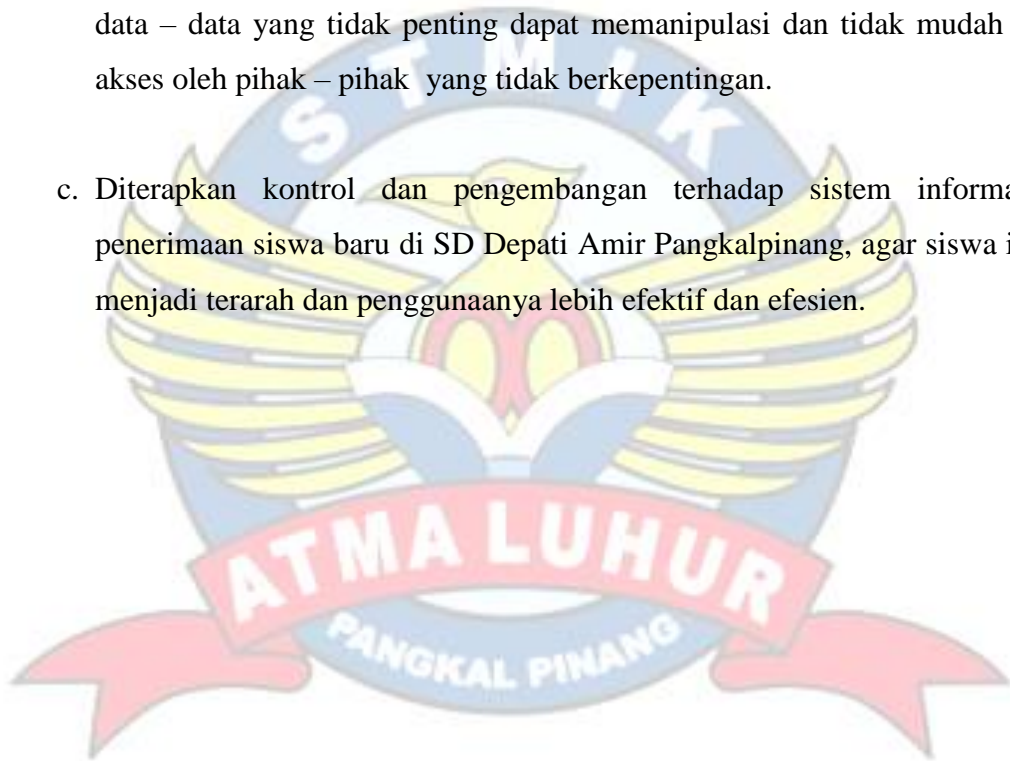 data – data yang tidak penting dapat memanipulasi dan tidak mudah
akses oleh pihak – pihak yang tidak berkepentingan.
c. Diterapkan kontrol dan pengembangan terhadap sistem informa
penerimaan siswa baru di SD Depati Amir Pangkalpinang, agar siswa i
menjadi terarah dan penggunaanya lebih efektif dan efesien.
STMIK
ATMA LUHUR
PANGKAL PINANG